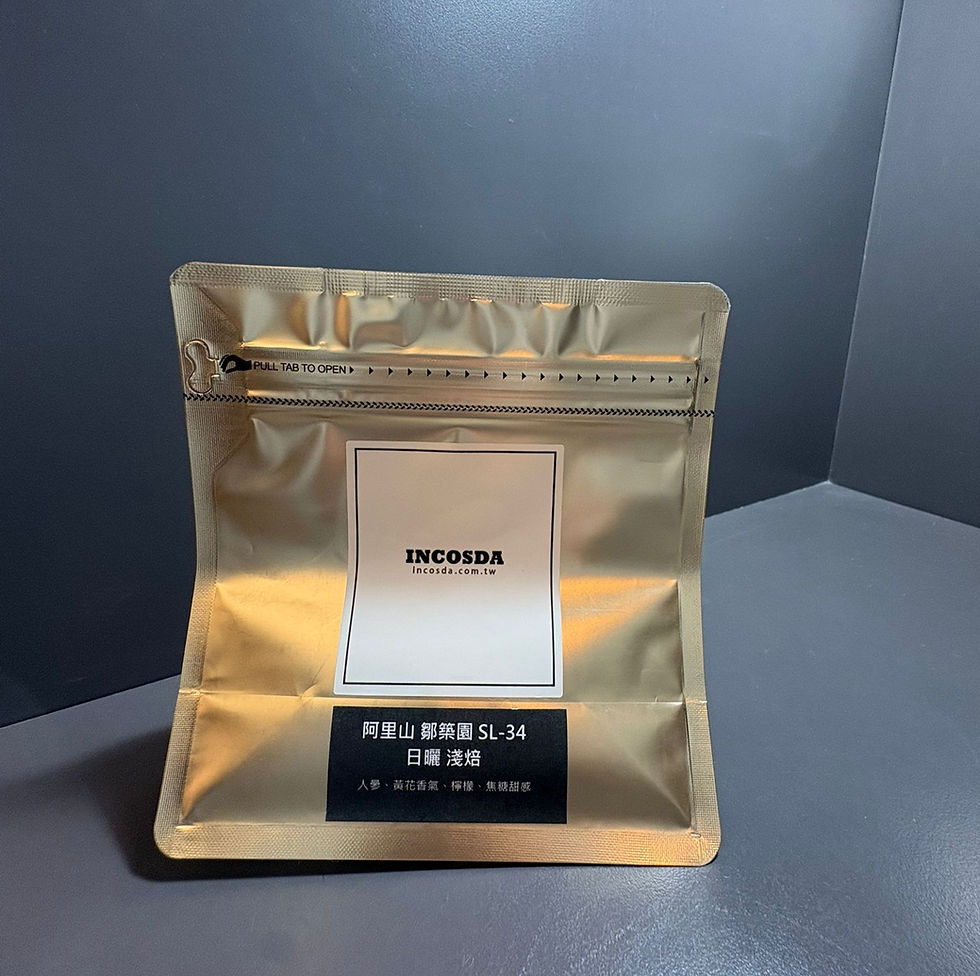 PULL TAB TO OPEN
INCOSDA
incosda.com.tw
阿里山 鄒築園 SL-34
日曬 淺焙
人參、黃花香氣、檸檬、焦糖甜感